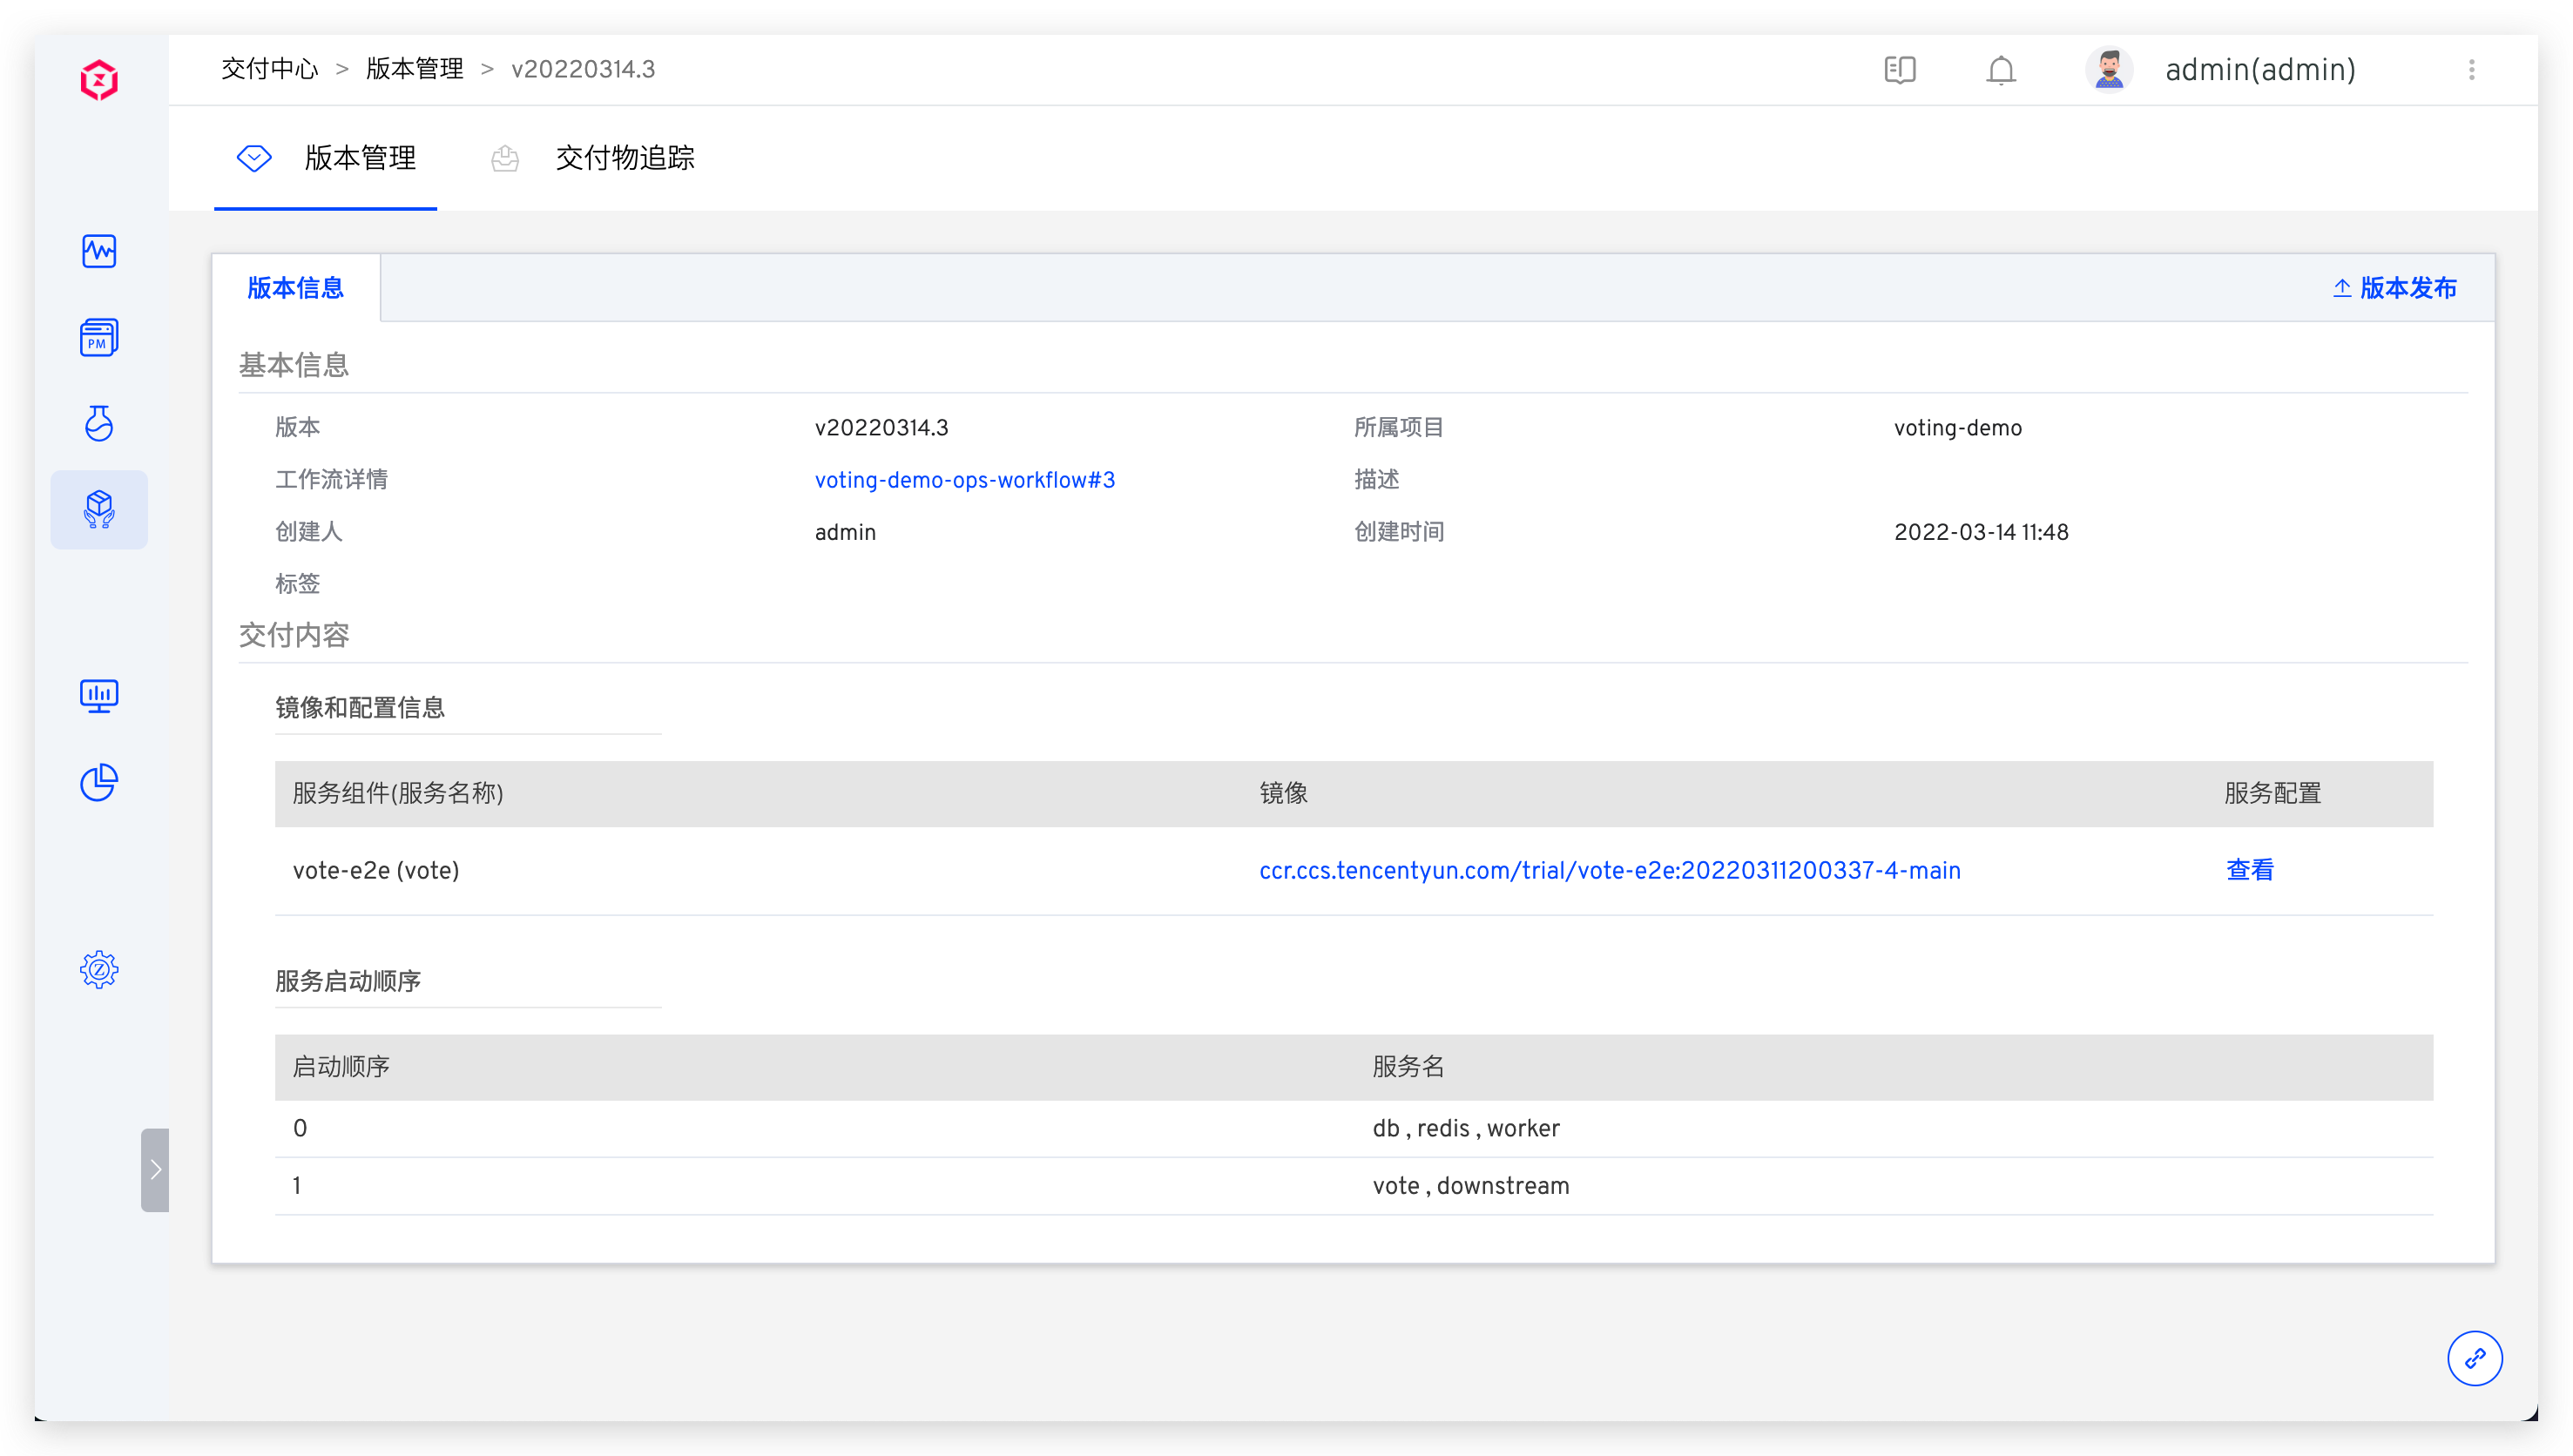 交付中心 > 版本管理 > v20220314.3
admin(admin)
版本管理
交付物追踪
PM
版本信息
版本发布
基本信息
版本 v20220314.3 所属项目 voting-demo
工作流详情 voting-demo-ops-workflow#3 描述
创建人 admin 创建时间 2022-03-14 11:48
标签
交付内容
镜像和配置信息
服务组件(服务名称) 镜像 服务配置
vote-e2e (vote) ccr.ccs.tencentyun.com/trial/vote-e2e:20220311200337-4-main 查看
服务启动顺序
启动顺序 服务名
0 db , redis , worker
1 vote , downstream